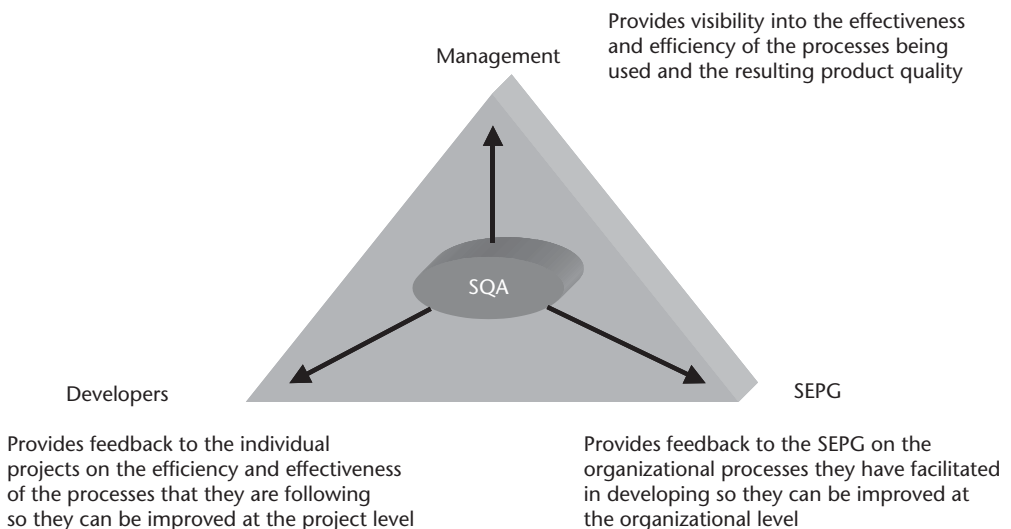 Provides visibility into the effectiveness
and efficiency of the processes being
used and the resulting product quality
Management
SQA
Developers
SEPG
Provides feedback to the individual
projects on the efficiency and effectiveness
of the processes that they are following
so they can be improved at the project level
Provides feedback to the SEPG on the
organizational processes they have facilitated
in developing so they can be improved at
the organizational level